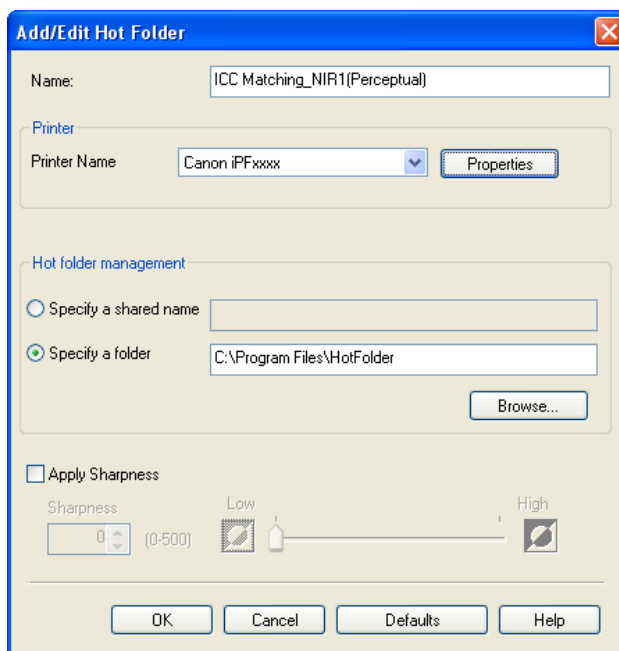 Add/Edit Hot Folder
Name: ICC Matching_NIR1(Perceptual)
Printer
Printer Name Canon iPFxxxx Properties
Hot folder management
Specify a shared name
Specify a folder C:\Program Files\HotFolder
Browse...
Apply Sharpness
Sharpness Low High
0 (0-500)
OK Cancel Defaults Help